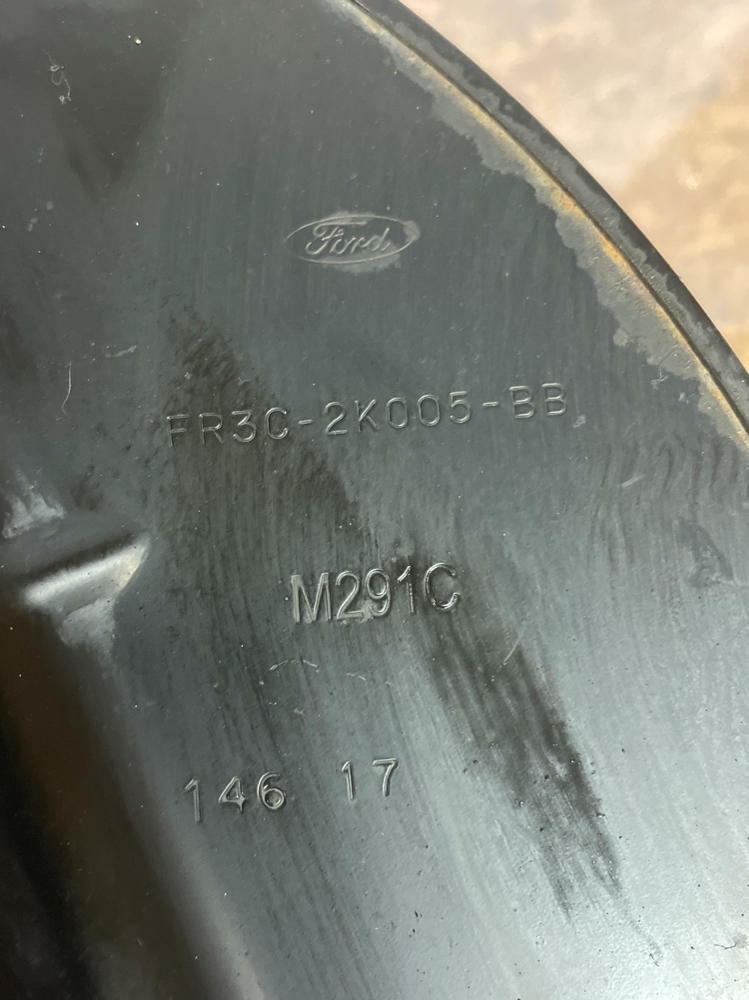 Ford
FR3C-2K005-BB
M291C
146 17